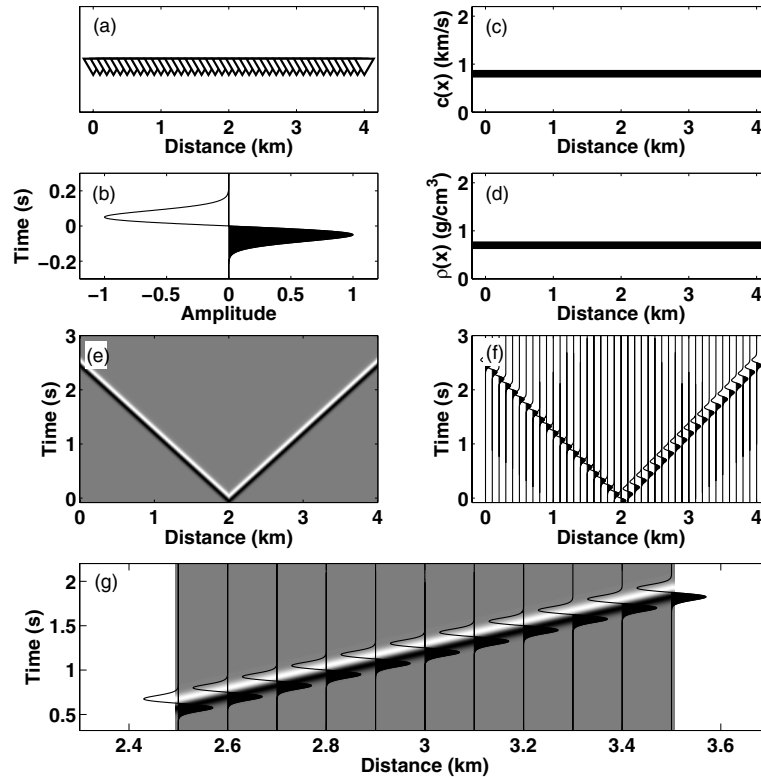 (a)
0 2 4
Distance (km)
(c)
2
1
0
c(x) (km/s)
0 1 2 3 4
Distance (km)
(b)
0.2
0
−0.2
Time (s)
−1 −0.5 0 0.5 1
Amplitude
(d)
2
1
0
ρ(x) (g/cm³)
0 1 2 3 4
Distance (km)
(e)
3
2
1
0
Time (s)
0 1 2 3 4
Distance (km)
(f)
3
2
1
0
Time (s)
0 1 2 3 4
Distance (km)
(g)
2
1.5
1
0.5
Time (s)
2.4 2.6 2.8 3 3.2 3.4 3.6
Distance (km)